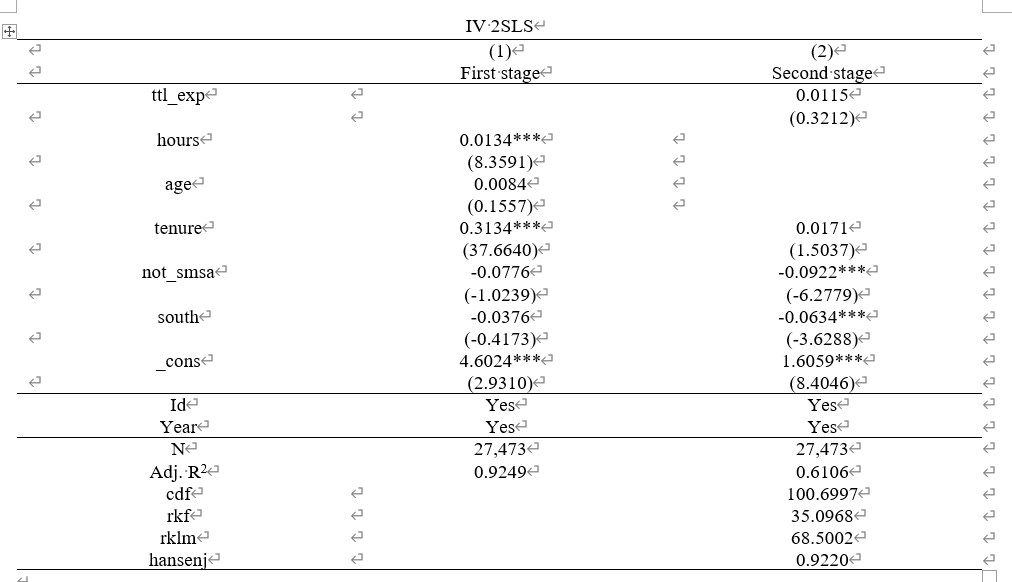 IV 2SLS
(1) (2)
First stage Second stage
ttl_exp 0.0115
(0.3212)
hours 0.0134***
(8.3591)
age 0.0084
(0.1557)
tenure 0.3134*** 0.0171
(37.6640) (1.5037)
not_smsa -0.0776 -0.0922***
(-1.0239) (-6.2779)
south -0.0376 -0.0634***
(-0.4173) (-3.6288)
_cons 4.6024*** 1.6059***
(2.9310) (8.4046)
Id Yes Yes
Year Yes Yes
N 27,473 27,473
Adj. R² 0.9249 0.6106
cdf 100.6997
rkf 35.0968
rklm 68.5002
hansenj 0.9220